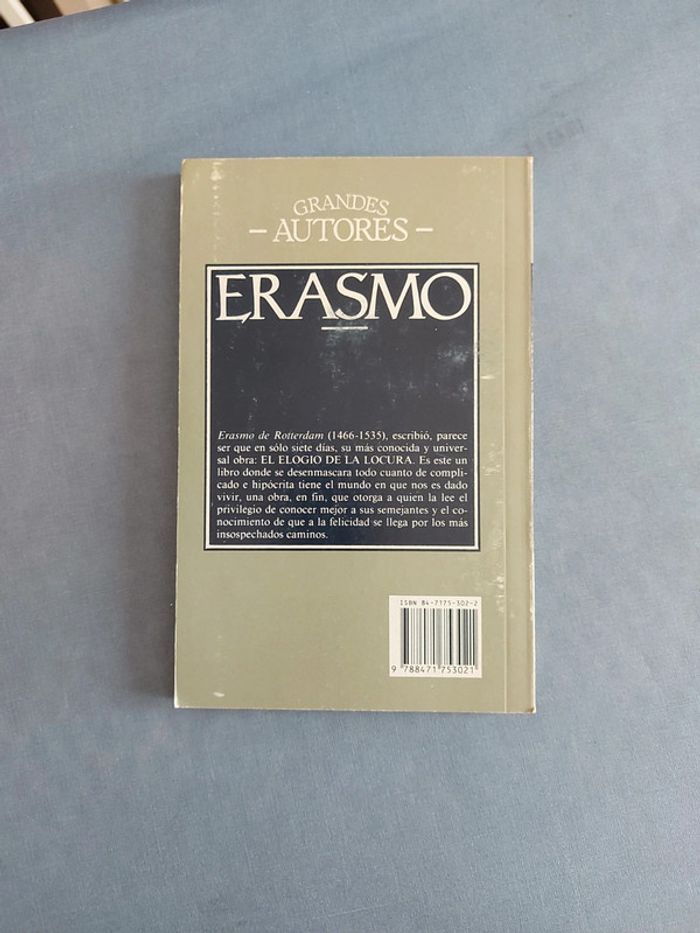 GRANDES
– AUTORES –
ERASMO
Erasmo de Rotterdam (1466-1535), escribió, parece
ser que en sólo siete días, su más conocida y univer-
sal obra: EL ELOGIO DE LA LOCURA. Es este un
libro donde se desenmascara todo cuanto de compli-
cado e hipócrita tiene el mundo en que nos es dado
vivir, una obra, en fin, que otorga a quien la lee el
privilegio de conocer mejor a sus semejantes y el co-
nocimiento de que a la felicidad se llega por los más
insospechados caminos.
ISBN 84-7175-302-2
9 788471 753021